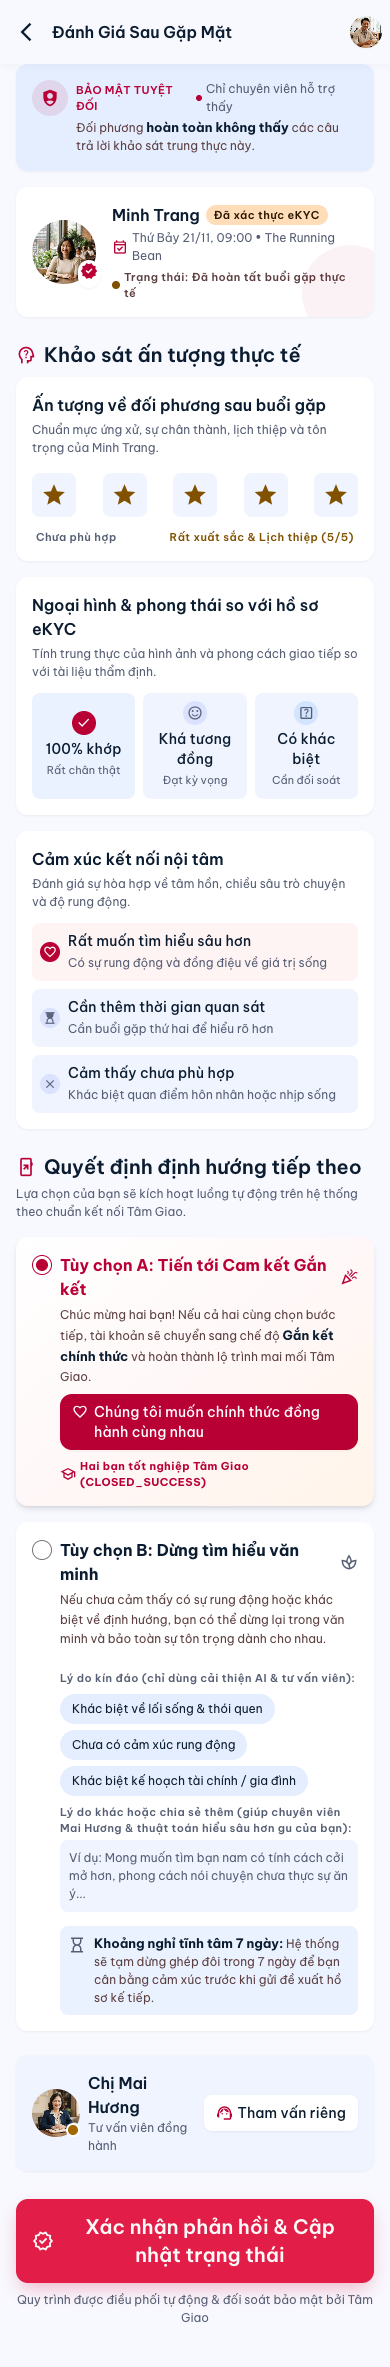 Đánh Giá Sau Gặp Mặt
BẢO MẬT TUYỆT
ĐỐI
Chỉ chuyên viên hỗ trợ
thấy
Đối phương hoàn toàn không thấy các câu
trả lời khảo sát trung thực này.
Minh Trang
Đã xác thực eKYC
Thứ Bảy 21/11, 09:00 • The Running
Bean
Trạng thái: Đã hoàn tất buổi gặp thực
tế
Khảo sát ấn tượng thực tế
Ấn tượng về đối phương sau buổi gặp
Chuẩn mực ứng xử, sự chân thành, lịch thiệp và tôn
trọng của Minh Trang.
Chưa phù hợp
Rất xuất sắc & Lịch thiệp (5/5)
Ngoại hình & phong thái so với hồ sơ
eKYC
Tính trung thực của hình ảnh và phong cách giao tiếp so
với tài liệu thẩm định.
100% khớp
Rất chân thật
Khá tương
đồng
Đạt kỳ vọng
Có khác
biệt
Cần đối soát
Cảm xúc kết nối nội tâm
Đánh giá sự hòa hợp về tâm hồn, chiều sâu trò chuyện
và độ rung động.
Rất muốn tìm hiểu sâu hơn
Có sự rung động và đồng điệu về giá trị sống
Cần thêm thời gian quan sát
Cần buổi gặp thứ hai để hiểu rõ hơn
Cảm thấy chưa phù hợp
Khác biệt quan điểm hôn nhân hoặc nhịp sống
Quyết định định hướng tiếp theo
Lựa chọn của bạn sẽ kích hoạt luồng tự động trên hệ thống
theo chuẩn kết nối Tâm Giao.
Tùy chọn A: Tiến tới Cam kết Gắn
kết
Chúc mừng hai bạn! Nếu cả hai cùng chọn bước
tiếp, tài khoản sẽ chuyển sang chế độ Gắn kết
chính thức và hoàn thành lộ trình mai mối Tâm
Giao.
Chúng tôi muốn chính thức đồng
hành cùng nhau
Hai bạn tốt nghiệp Tâm Giao
(CLOSED_SUCCESS)
Tùy chọn B: Dừng tìm hiểu văn
minh
Nếu chưa cảm thấy có sự rung động hoặc khác
biệt về định hướng, bạn có thể dừng lại trong văn
minh và bảo toàn sự tôn trọng dành cho nhau.
Lý do kín đáo (chỉ dùng cải thiện AI & tư vấn viên):
Khác biệt về lối sống & thói quen
Chưa có cảm xúc rung động
Khác biệt kế hoạch tài chính / gia đình
Lý do khác hoặc chia sẻ thêm (giúp chuyên viên
Mai Hương & thuật toán hiểu sâu hơn gu của bạn):
Ví dụ: Mong muốn tìm bạn nam có tính cách cởi
mở hơn, phong cách nói chuyện chưa thực sự ăn
ý...
Khoảng nghỉ tĩnh tâm 7 ngày: Hệ thống
sẽ tạm dừng ghép đôi trong 7 ngày để bạn
cân bằng cảm xúc trước khi gửi đề xuất hồ
sơ kế tiếp.
Chị Mai
Hương
Tư vấn viên đồng
hành
Tham vấn riêng
Xác nhận phản hồi & Cập
nhật trạng thái
Quy trình được điều phối tự động & đối soát bảo mật bởi Tâm
Giao